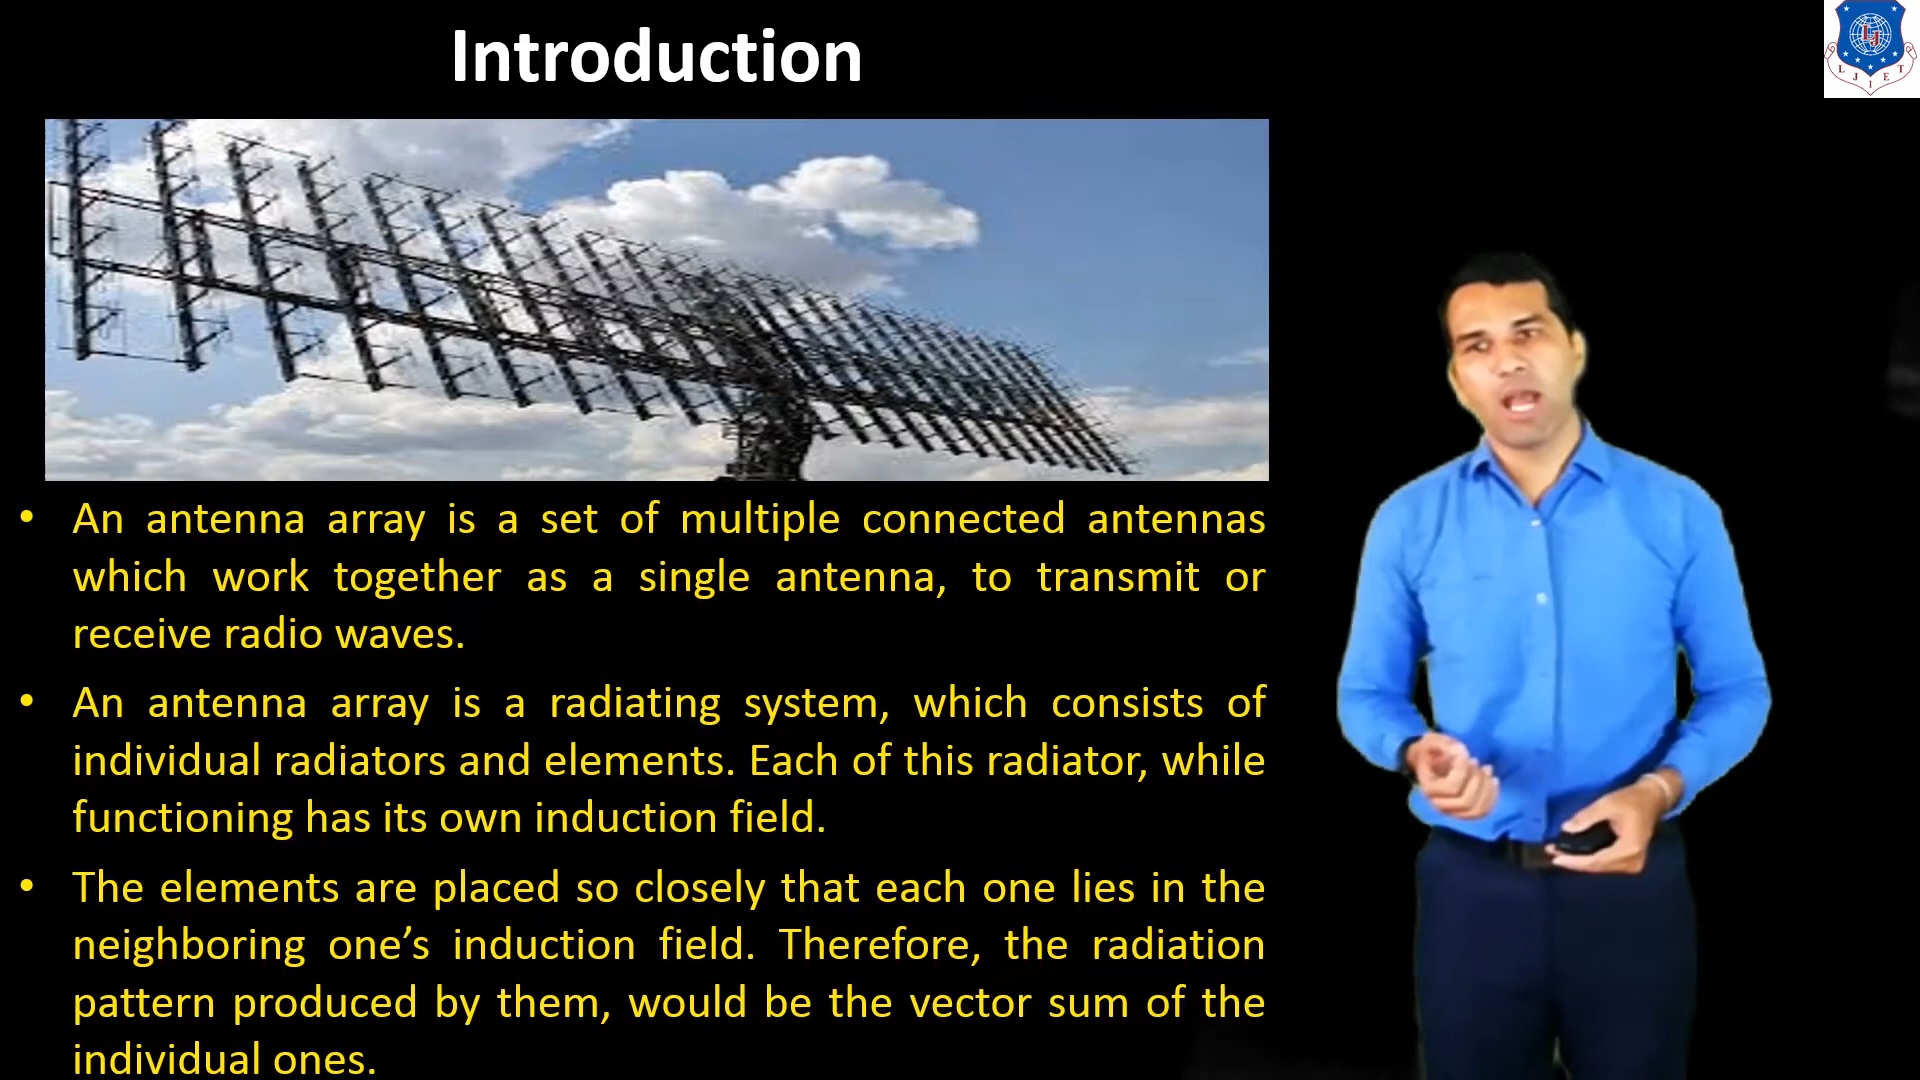 Introduction
• An antenna array is a set of multiple connected antennas
which work together as a single antenna, to transmit or
receive radio waves.
• An antenna array is a radiating system, which consists of
individual radiators and elements. Each of this radiator, while
functioning has its own induction field.
• The elements are placed so closely that each one lies in the
neighboring one’s induction field. Therefore, the radiation
pattern produced by them, would be the vector sum of the
individual ones.
LJ
L J I E T